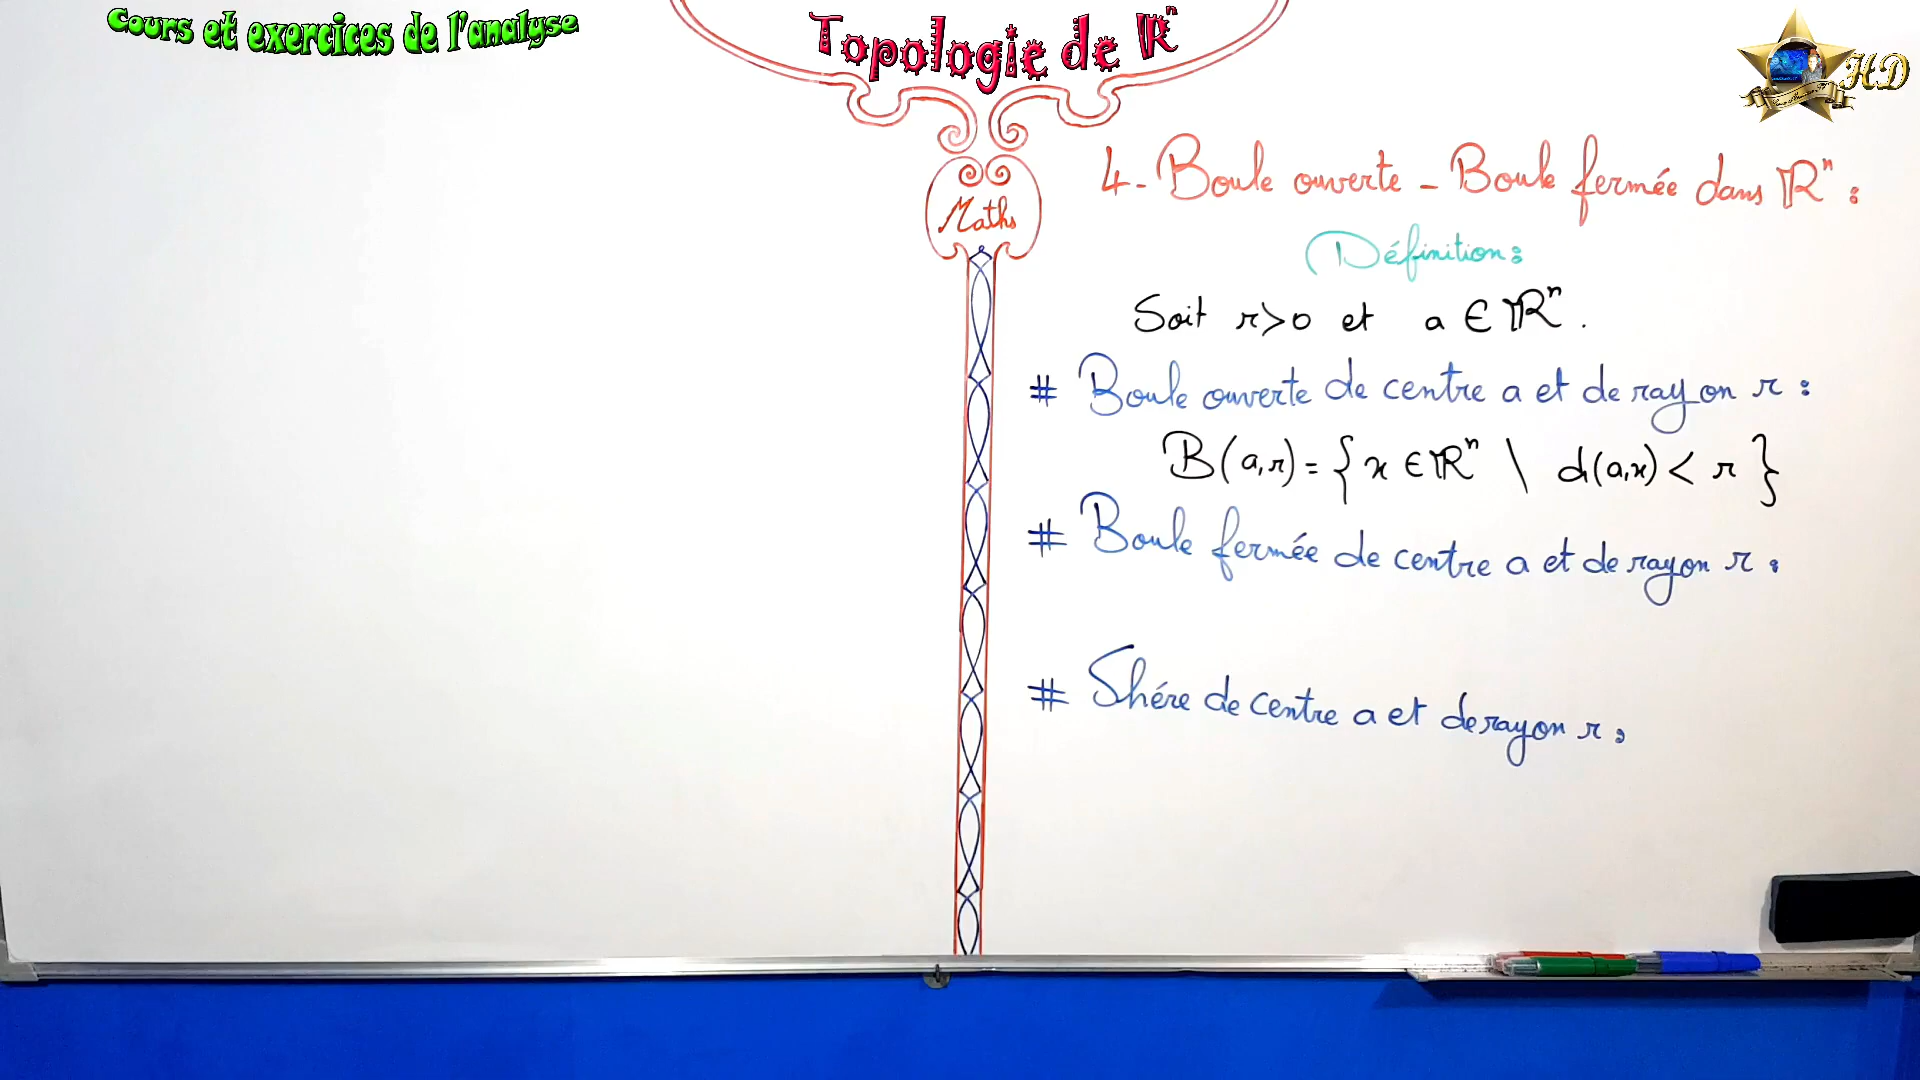 Cours et exercices de l'analyse
Topologie de ℝⁿ
HD
Maths
4- Boule ouverte - Boule fermée dans ℝⁿ :
Définition :
Soit r>0 et a ∈ ℝⁿ.
# Boule ouverte de centre a et de rayon r :
B(a,r) = { x ∈ ℝⁿ \ d(a,x) < r }
# Boule fermée de centre a et de rayon r :
# Shére de centre a et de rayon r :